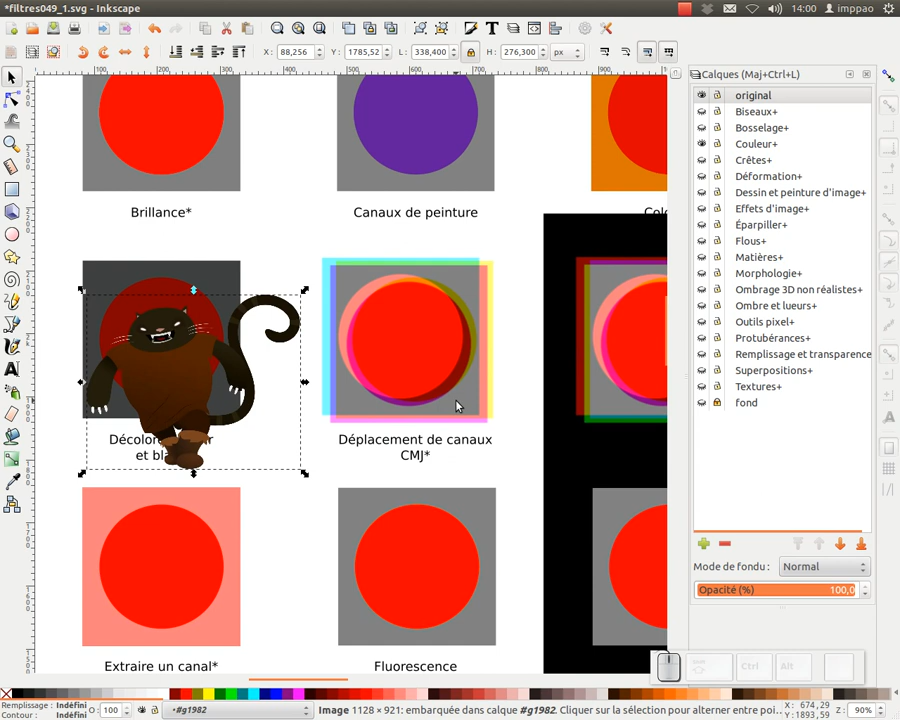 *filtres049_1.svg - Inkscape
14:00
imppao
X:
88,256
Y:
1785,52
L:
338,400
H:
276,300
px
Calques (Maj+Ctrl+L)
original
Biseaux+
Bosselage+
Couleur+
Crêtes+
Déformation+
Dessin et peinture d'image+
Effets d'image+
Éparpiller+
Flous+
Matières+
Morphologie+
Ombrage 3D non réalistes+
Ombre et lueurs+
Outils pixel+
Protubérances+
Remplissage et transparence
Superpositions+
Textures+
fond
Mode de fondu :
Normal
Opacité (%)
100,0
Brillance*
Canaux de peinture
Déplacement de canaux
CMJ*
Extraire un canal*
Fluorescence
Ctrl
Alt
Remplissage :
Indéfini
Contour :
Indéfini
O:
100
•#g1982
Image 1128 × 921: embarquée dans calque #g1982. Cliquer sur la sélection pour alterner entre poi...
X: 674,29
Y: 1893,
Z:
90%